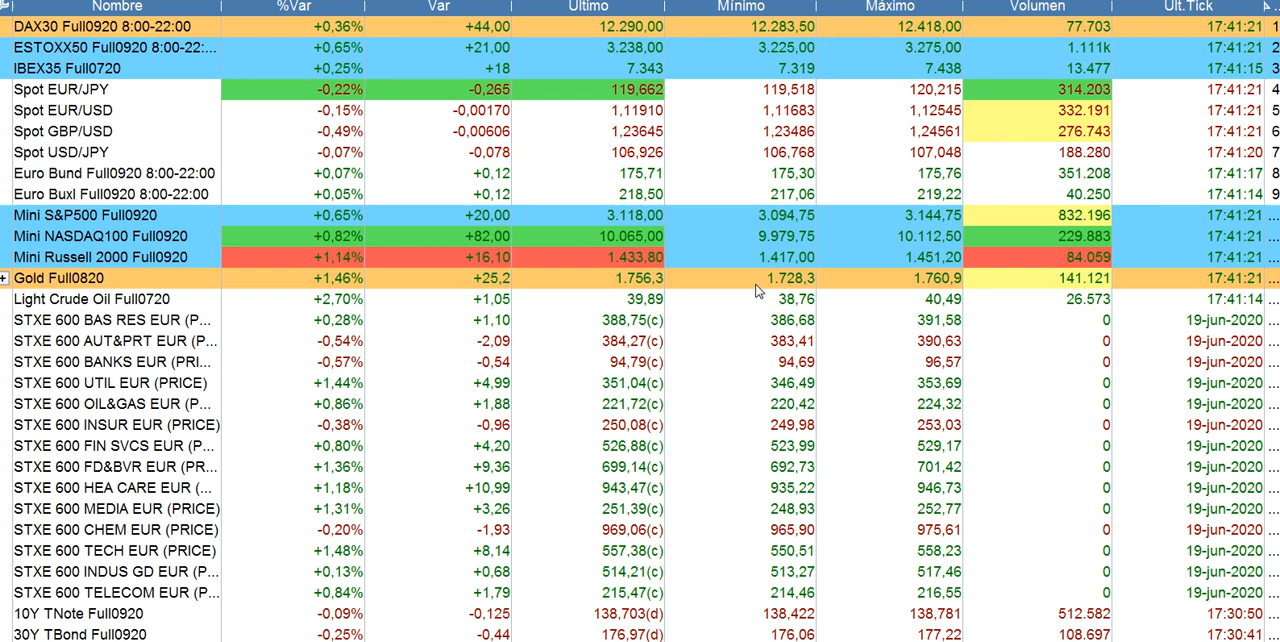 Nombre %Var Var Último Mínimo Máximo Volumen Últ.Tick
DAX30 Full0920 8:00-22:00 +0,36% +44,00 12.290,00 12.283,50 12.418,00 77.703 17:41:21 1
ESTOXX50 Full0920 8:00-22:... +0,65% +21,00 3.238,00 3.225,00 3.275,00 1.111k 17:41:21 2
IBEX35 Full0720 +0,25% +18 7.343 7.319 7.438 13.477 17:41:15 3
Spot EUR/JPY -0,22% -0,265 119,662 119,518 120,215 314.203 17:41:21 4
Spot EUR/USD -0,15% -0,00170 1,11910 1,11683 1,12545 332.191 17:41:21 5
Spot GBP/USD -0,49% -0,00606 1,23645 1,23486 1,24561 276.743 17:41:21 6
Spot USD/JPY -0,07% -0,078 106,926 106,768 107,048 188.280 17:41:20 7
Euro Bund Full0920 8:00-22:00 +0,07% +0,12 175,71 175,30 175,76 351.208 17:41:17 8
Euro Buxl Full0920 8:00-22:00 +0,05% +0,12 218,50 217,06 219,22 40.250 17:41:14 9
Mini S&P500 Full0920 +0,65% +20,00 3.118,00 3.094,75 3.144,75 832.196 17:41:21 ...
Mini NASDAQ100 Full0920 +0,82% +82,00 10.065,00 9.979,75 10.112,50 229.883 17:41:21 ...
Mini Russell 2000 Full0920 +1,14% +16,10 1.433,80 1.417,00 1.451,20 84.059 17:41:21 ...
Gold Full0820 +1,46% +25,2 1.756,3 1.728,3 1.760,9 141.121 17:41:21 ...
Light Crude Oil Full0720 +2,70% +1,05 39,89 38,76 40,49 26.573 17:41:14 ...
STXE 600 BAS RES EUR (P... +0,28% +1,10 388,75(c) 386,68 391,58 0 19-jun-2020 ...
STXE 600 AUT&PRT EUR (P... -0,54% -2,09 384,27(c) 383,41 390,63 0 19-jun-2020 ...
STXE 600 BANKS EUR (PRI... -0,57% -0,54 94,79(c) 94,69 96,57 0 19-jun-2020 ...
STXE 600 UTIL EUR (PRICE) +1,44% +4,99 351,04(c) 346,49 353,69 0 19-jun-2020 ...
STXE 600 OIL&GAS EUR (P... +0,86% +1,88 221,72(c) 220,42 224,32 0 19-jun-2020 ...
STXE 600 INSUR EUR (PRICE) -0,38% -0,96 250,08(c) 249,98 253,03 0 19-jun-2020 ...
STXE 600 FIN SVCS EUR (P... +0,80% +4,20 526,88(c) 523,99 529,17 0 19-jun-2020 ...
STXE 600 FD&BVR EUR (PR... +1,36% +9,36 699,14(c) 692,73 701,42 0 19-jun-2020 ...
STXE 600 HEA CARE EUR (... +1,18% +10,99 943,47(c) 935,22 946,73 0 19-jun-2020 ...
STXE 600 MEDIA EUR (PRICE) +1,31% +3,26 251,39(c) 248,93 252,77 0 19-jun-2020 ...
STXE 600 CHEM EUR (PRICE) -0,20% -1,93 969,06(c) 965,90 975,61 0 19-jun-2020 ...
STXE 600 TECH EUR (PRICE) +1,48% +8,14 557,38(c) 550,51 558,23 0 19-jun-2020 ...
STXE 600 INDUS GD EUR (P... +0,13% +0,68 514,21(c) 513,27 517,46 0 19-jun-2020 ...
STXE 600 TELECOM EUR (P... +0,84% +1,79 215,47(c) 214,46 216,55 0 19-jun-2020 ...
10Y TNote Full0920 -0,09% -0,125 138,703(d) 138,422 138,781 512.582 17:30:50 ...
30Y TBond Full0920 -0,25% -0,44 176,97(d) 176,06 177,22 108.697 17:30:41 ...